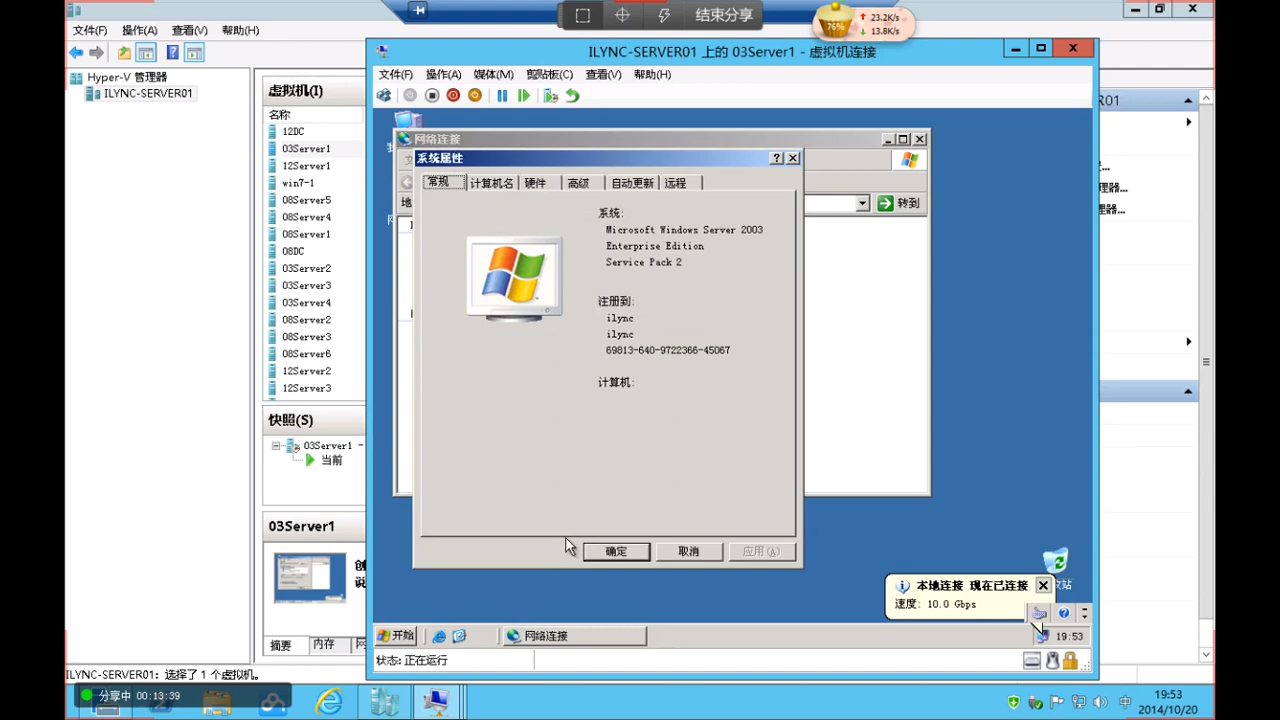 文件(F) 操作(A) 查看(V) 帮助(H)
结束分享
76%
23.2K/s
13.8K/s
Hyper-V 管理器
ILYNC-SERVER01
虚拟机(I)
名称
12DC
03Server1
12Server1
win7-1
08Server5
08Server4
08Server1
08DC
03Server2
03Server3
03Server4
08Server2
08Server3
08Server6
12Server2
12Server3
快照(S)
03Server1 -
当前
03Server1
摘要 内存
ILYNC-SERVER01 上的 03Server1 - 虚拟机连接
文件(F) 操作(A) 媒体(M) 剪贴板(C) 查看(V) 帮助(H)
网络连接
系统属性
常规 计算机名 硬件 高级 自动更新 远程
转到
系统:
Microsoft Windows Server 2003
Enterprise Edition
Service Pack 2
注册到:
ilync
ilync
69813-640-9722366-45067
计算机:
确定 取消 应用(A)
本地连接 现在已连接
速度: 10.0 Gbps
开始 网络连接 19:53
状态: 正在运行
ILYNC-SERVER01: 选择了 1 个虚拟机。
分享中 00:13:39
中
19:53
2014/10/20